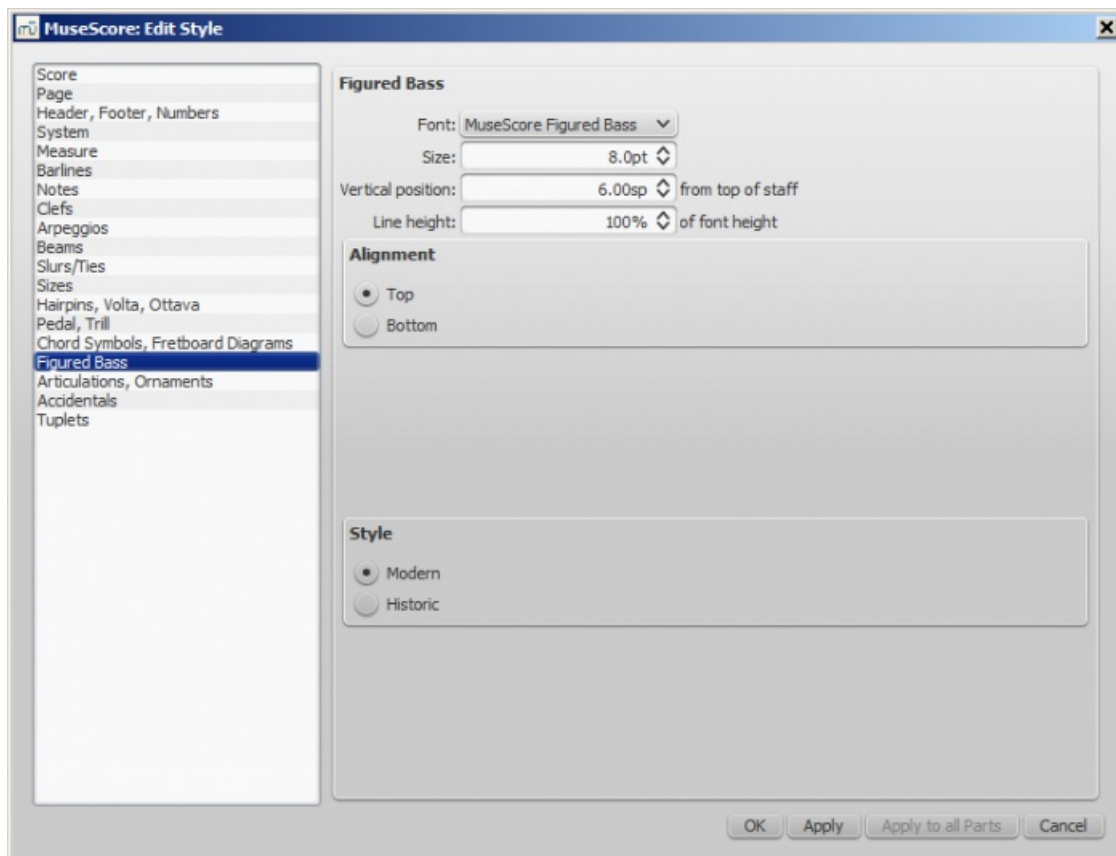 MuseScore: Edit Style
Score
Page
Header, Footer, Numbers
System
Measure
Barlines
Notes
Clefs
Arpeggios
Beams
Slurs/Ties
Sizes
Hairpins, Volta, Ottava
Pedal, Trill
Chord Symbols, Fretboard Diagrams
Figured Bass
Articulations, Ornaments
Accidentals
Tuplets
Figured Bass
Font: MuseScore Figured Bass
Size: 8.0pt
Vertical position: 6.00sp from top of staff
Line height: 100% of font height
Alignment
Top
Bottom
Style
Modern
Historic
OK Apply Apply to all Parts Cancel